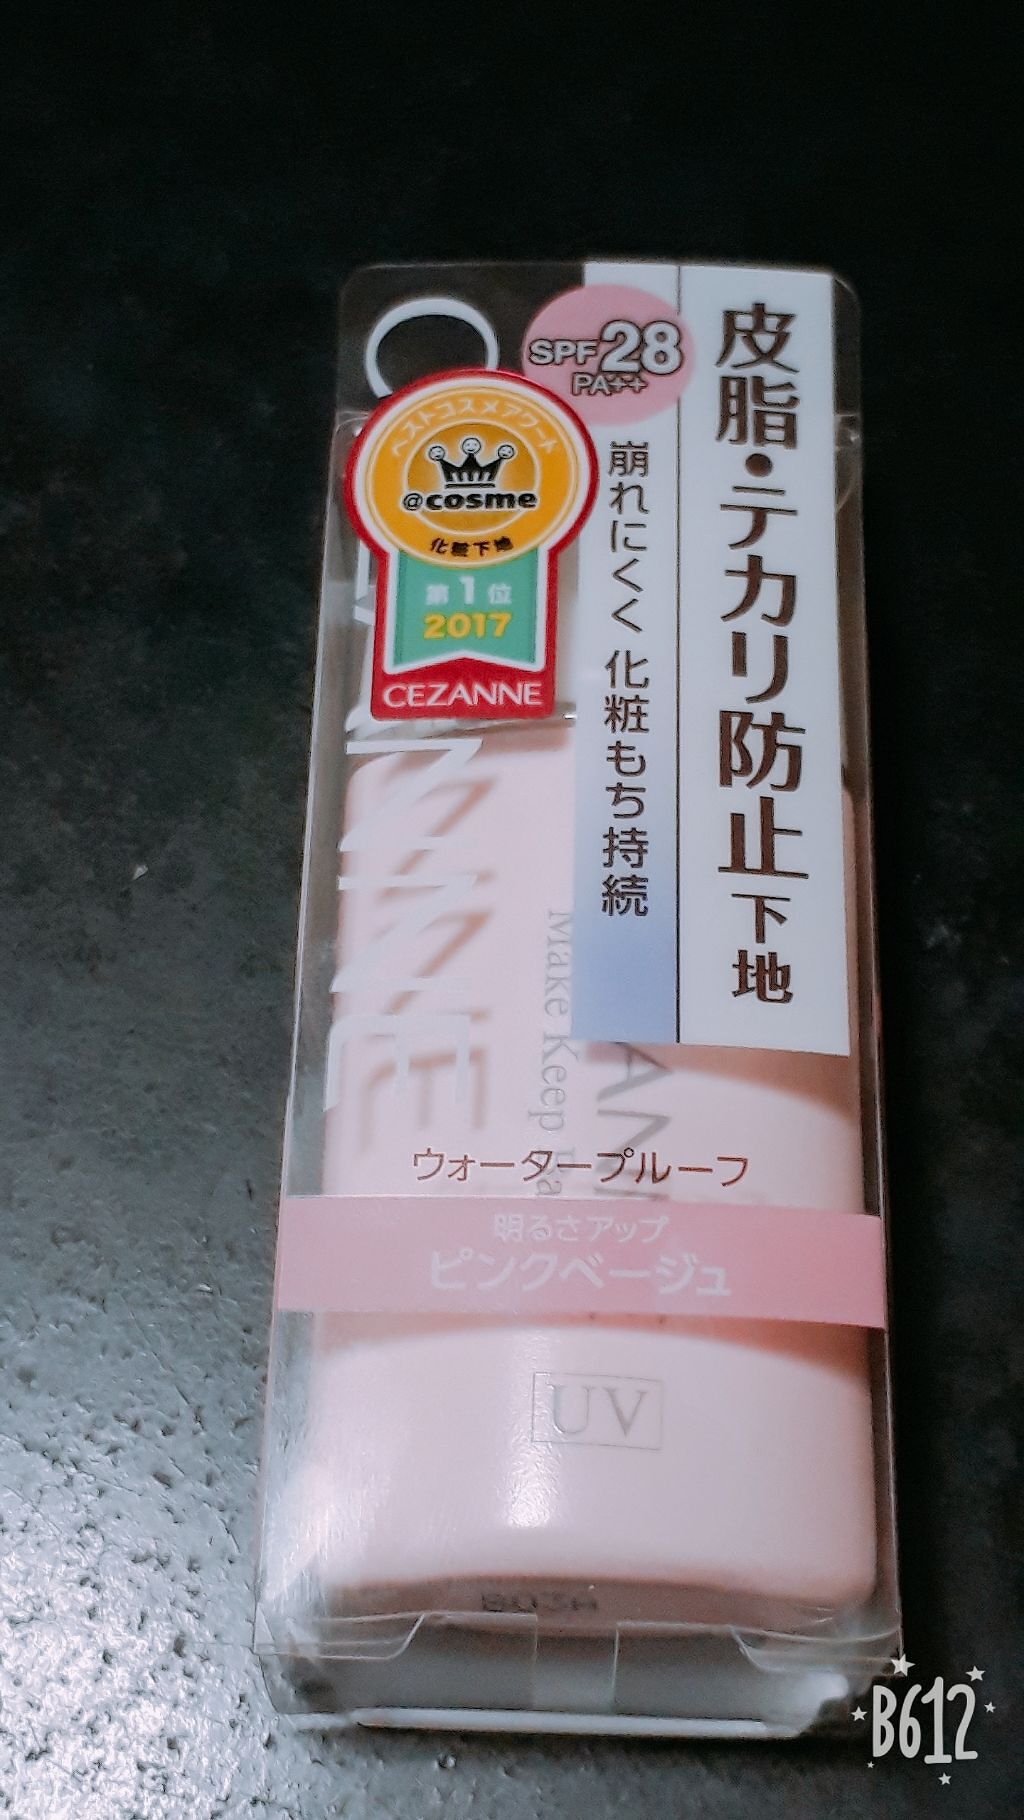 皮脂・テカリ防止下地
崩れにくく 化粧もち持続
SPF28
PA++
ベストコスメアワード
@cosme
化粧下地
第1位
2017
CEZANNE
Make Keep
ウォータープルーフ
明るさアップ
ピンクベージュ
UV
B612